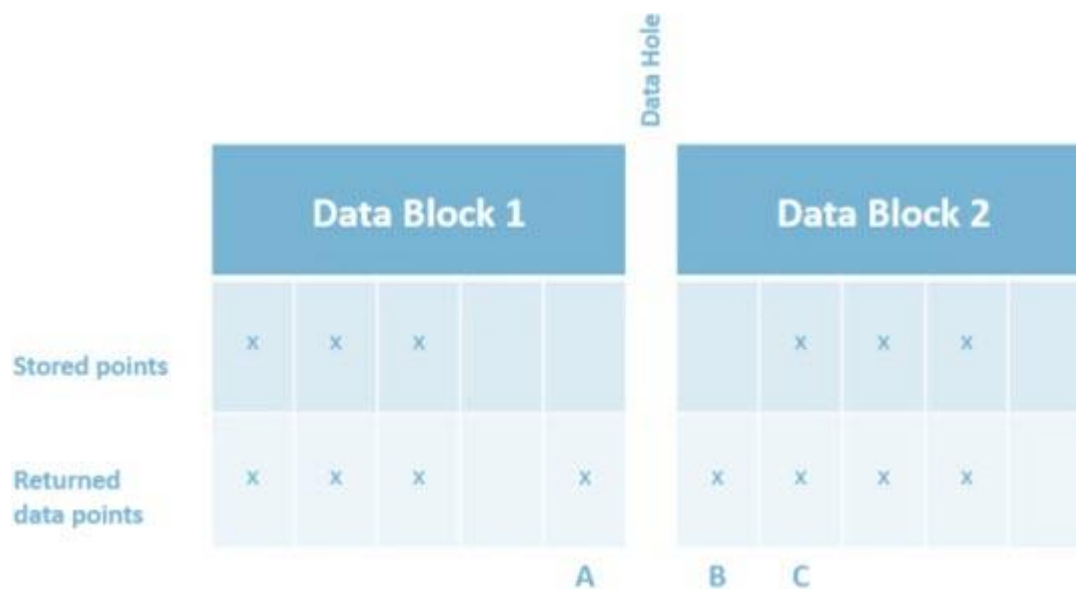 Data Hole
Data Block 1 Data Block 2
Stored points x x x x x x
Returned
data points x x x x x x x x
A B C